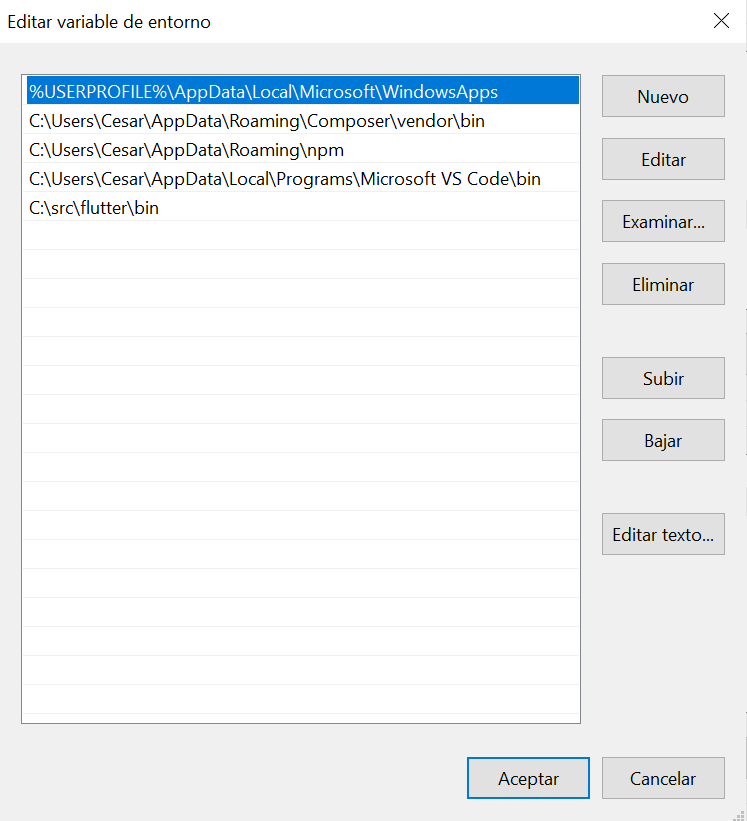 Editar variable de entorno
%USERPROFILE%\AppData\Local\Microsoft\WindowsApps
C:\Users\Cesar\AppData\Roaming\Composer\vendor\bin
C:\Users\Cesar\AppData\Roaming\npm
C:\Users\Cesar\AppData\Local\Programs\Microsoft VS Code\bin
C:\src\flutter\bin
Nuevo
Editar
Examinar...
Eliminar
Subir
Bajar
Editar texto...
Aceptar
Cancelar